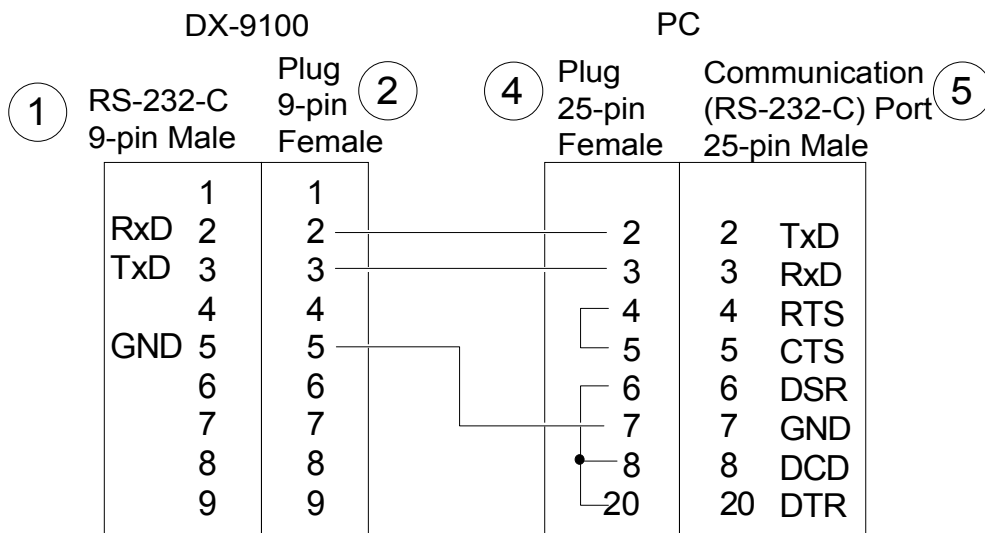 DX-9100
PC
1
RS-232-C
9-pin Male
Plug
9-pin
Female
2
4
Plug
25-pin
Female
Communication
(RS-232-C) Port
25-pin Male
5
1 1
RxD 2 2 2 2 TxD
TxD 3 3 3 3 RxD
4 4 4 4 RTS
GND 5 5 5 5 CTS
6 6 6 6 DSR
7 7 7 7 GND
8 8 8 8 DCD
9 9 20 20 DTR